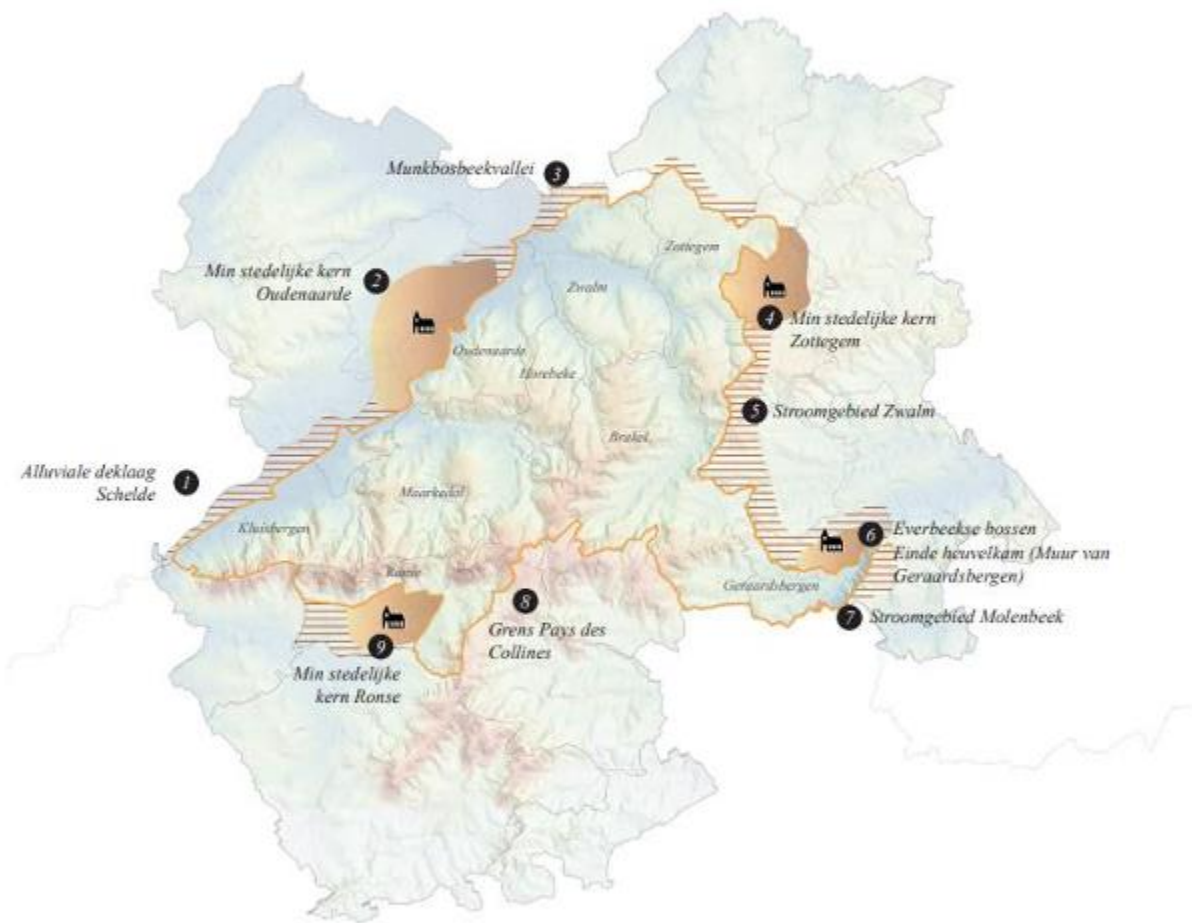 Munkbosbeekvallei 3
Zottegem
Min stedelijke kern
Oudenaarde
2
Zwalm
4 Min stedelijke kern
Zottegem
Oudenaarde
Horebeke
5 Stroomgebied Zwalm
Brakel
Alluviale deklaag
Schelde
1
Maarkedal
Kluisbergen
6 Everbeekse bossen
Einde heuvelkam (Muur van
Geraardsbergen)
Ronse
Geraardsbergen
7 Stroomgebied Molenbeek
8
Grens Pays des
Collines
9
Min stedelijke
kern Ronse